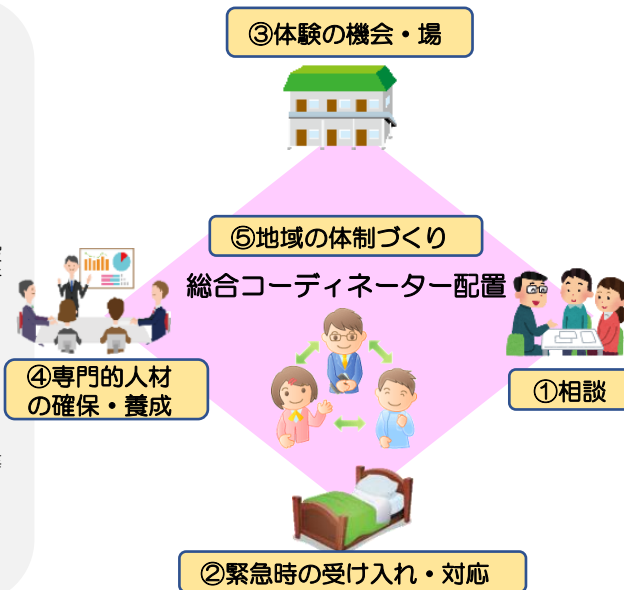 ③体験の機会・場
⑤地域の体制づくり
総合コーディネーター配置
④専門的人材
の確保・養成
①相談
②緊急時の受け入れ・対応